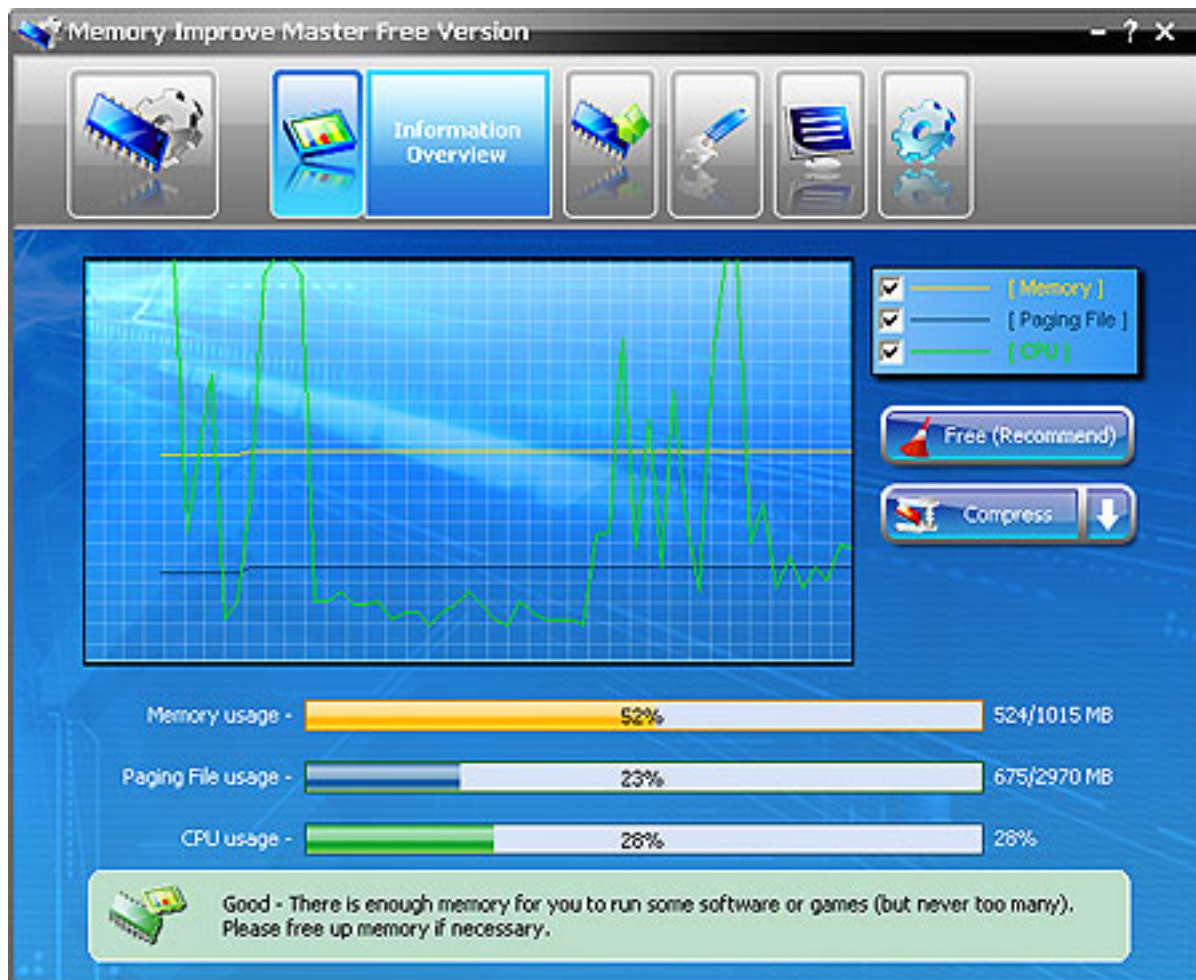 Memory Improve Master Free Version
Information
Overview
[ Memory ]
[ Paging File ]
[ CPU ]
Free (Recommend)
Compress
Memory usage - 52% 524/1015 MB
Paging File usage - 23% 675/2970 MB
CPU usage - 28% 28%
Good - There is enough memory for you to run some software or games (but never too many).
Please free up memory if necessary.